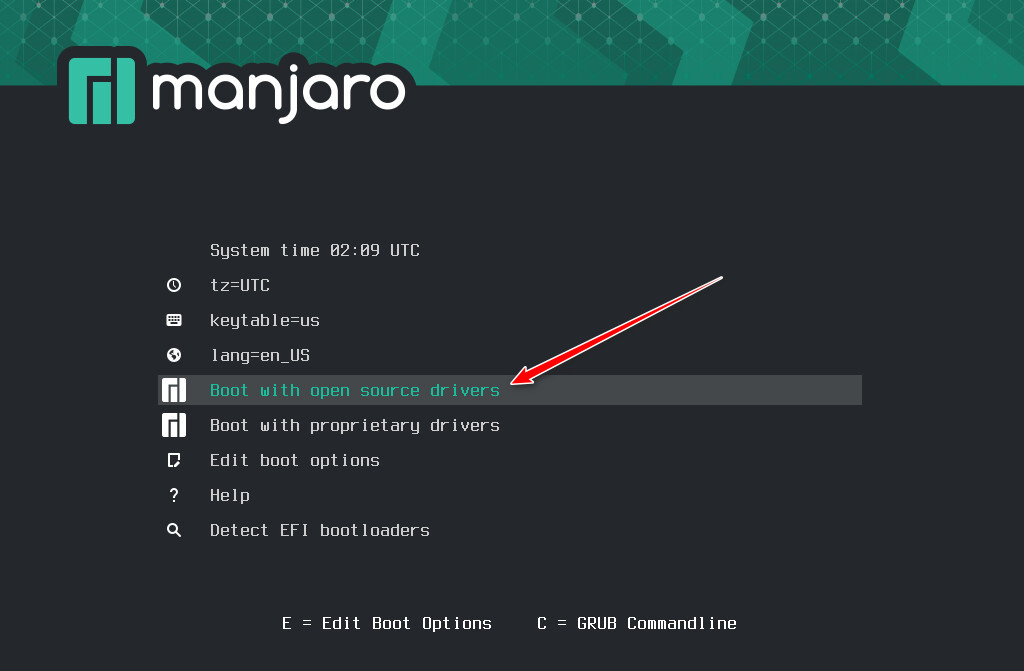 manjaro
System time 02:09 UTC
tz=UTC
keytable=us
lang=en_US
Boot with open source drivers
Boot with proprietary drivers
Edit boot options
Help
Detect EFI bootloaders
E = Edit Boot Options C = GRUB Commandline